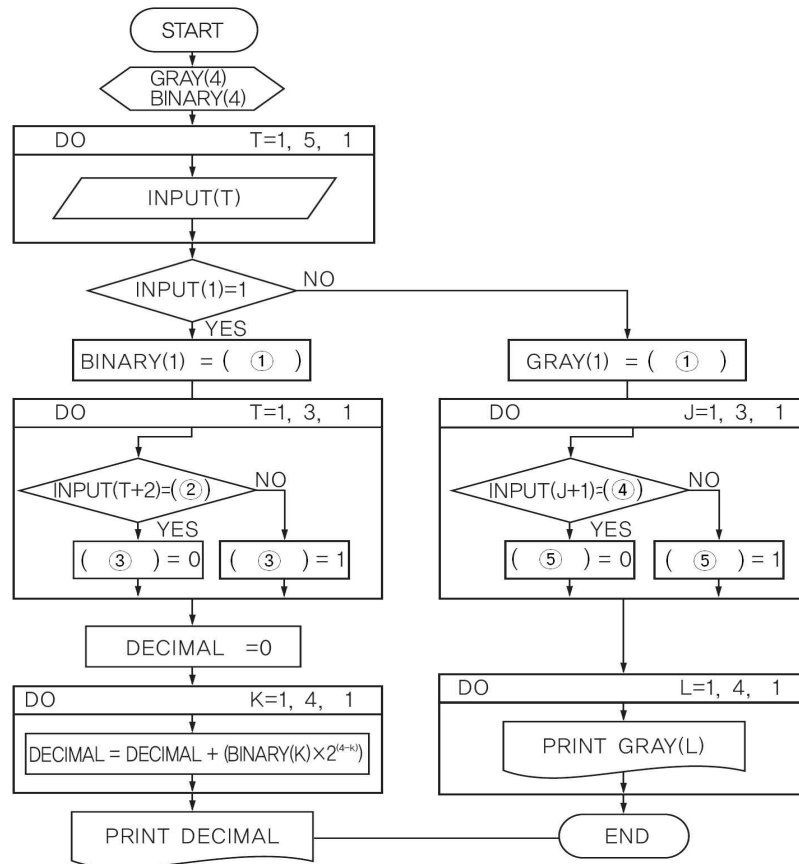 START
GRAY(4)
BINARY(4)
DO T=1, 5, 1
INPUT(T)
INPUT(1)=1
NO
YES
BINARY(1) = ( ① )
DO T=1, 3, 1
INPUT(T+2)=(②)
NO
YES
( ③ ) = 0
( ③ ) = 1
DECIMAL =0
DO K=1, 4, 1
DECIMAL = DECIMAL + (BINARY(K)×2^(4-k))
PRINT DECIMAL
GRAY(1) = ( ① )
DO J=1, 3, 1
INPUT(J+1)=(④)
NO
YES
( ⑤ ) = 0
( ⑤ ) = 1
DO L=1, 4, 1
PRINT GRAY(L)
END